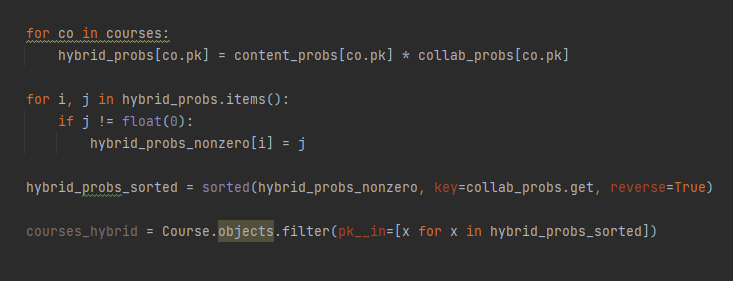 for co in courses:
    hybrid_probs[co.pk] = content_probs[co.pk] * collab_probs[co.pk]
for i, j in hybrid_probs.items():
    if j != float(0):
        hybrid_probs_nonzero[i] = j
hybrid_probs_sorted = sorted(hybrid_probs_nonzero, key=collab_probs.get, reverse=True)
courses_hybrid = Course.objects.filter(pk__in=[x for x in hybrid_probs_sorted])